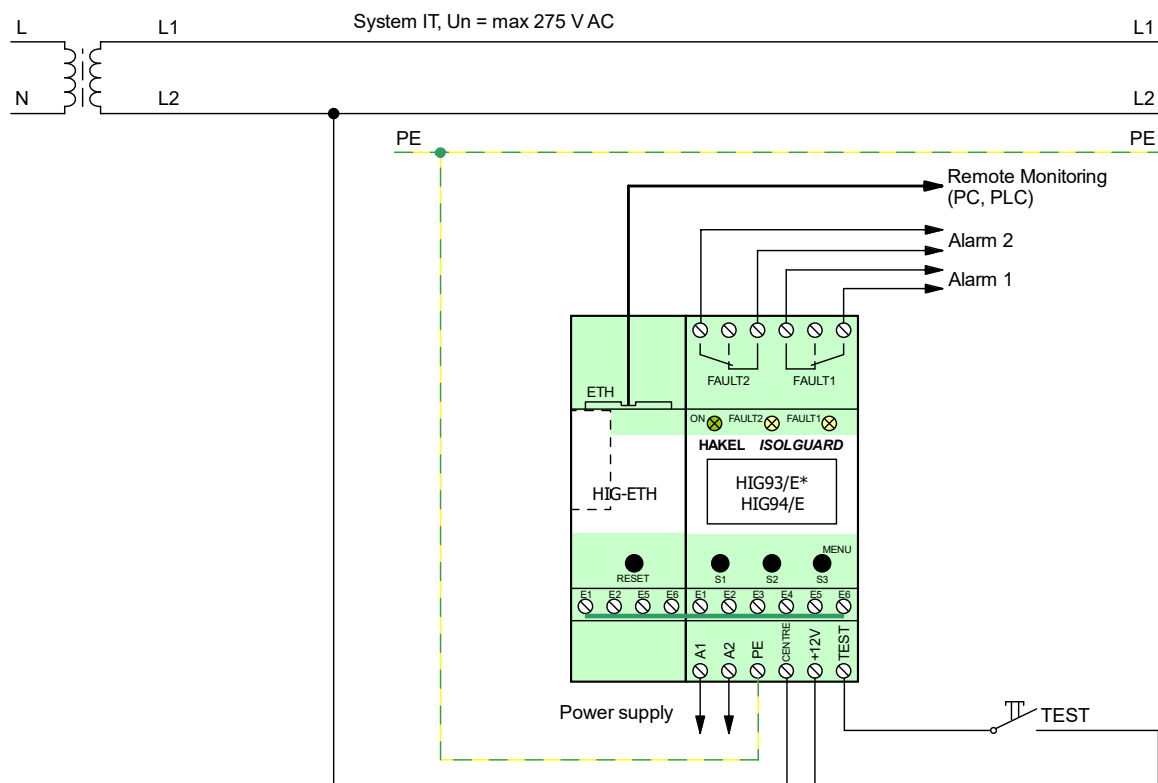 System IT, Un = max 275 V AC
L L1 L1
N L2 L2
PE PE
Remote Monitoring
(PC, PLC)
Alarm 2
Alarm 1
FAULT2 FAULT1
ETH
ON FAULT2 FAULT1
HAKEL ISOLGUARD
HIG93/E*
HIG94/E
HIG-ETH
MENU
RESET S1 S2 S3
E1 E2 E5 E6 E1 E2 E3 E4 E5 E6
A1 A2 PE CENTRE +12V TEST
Power supply
TEST